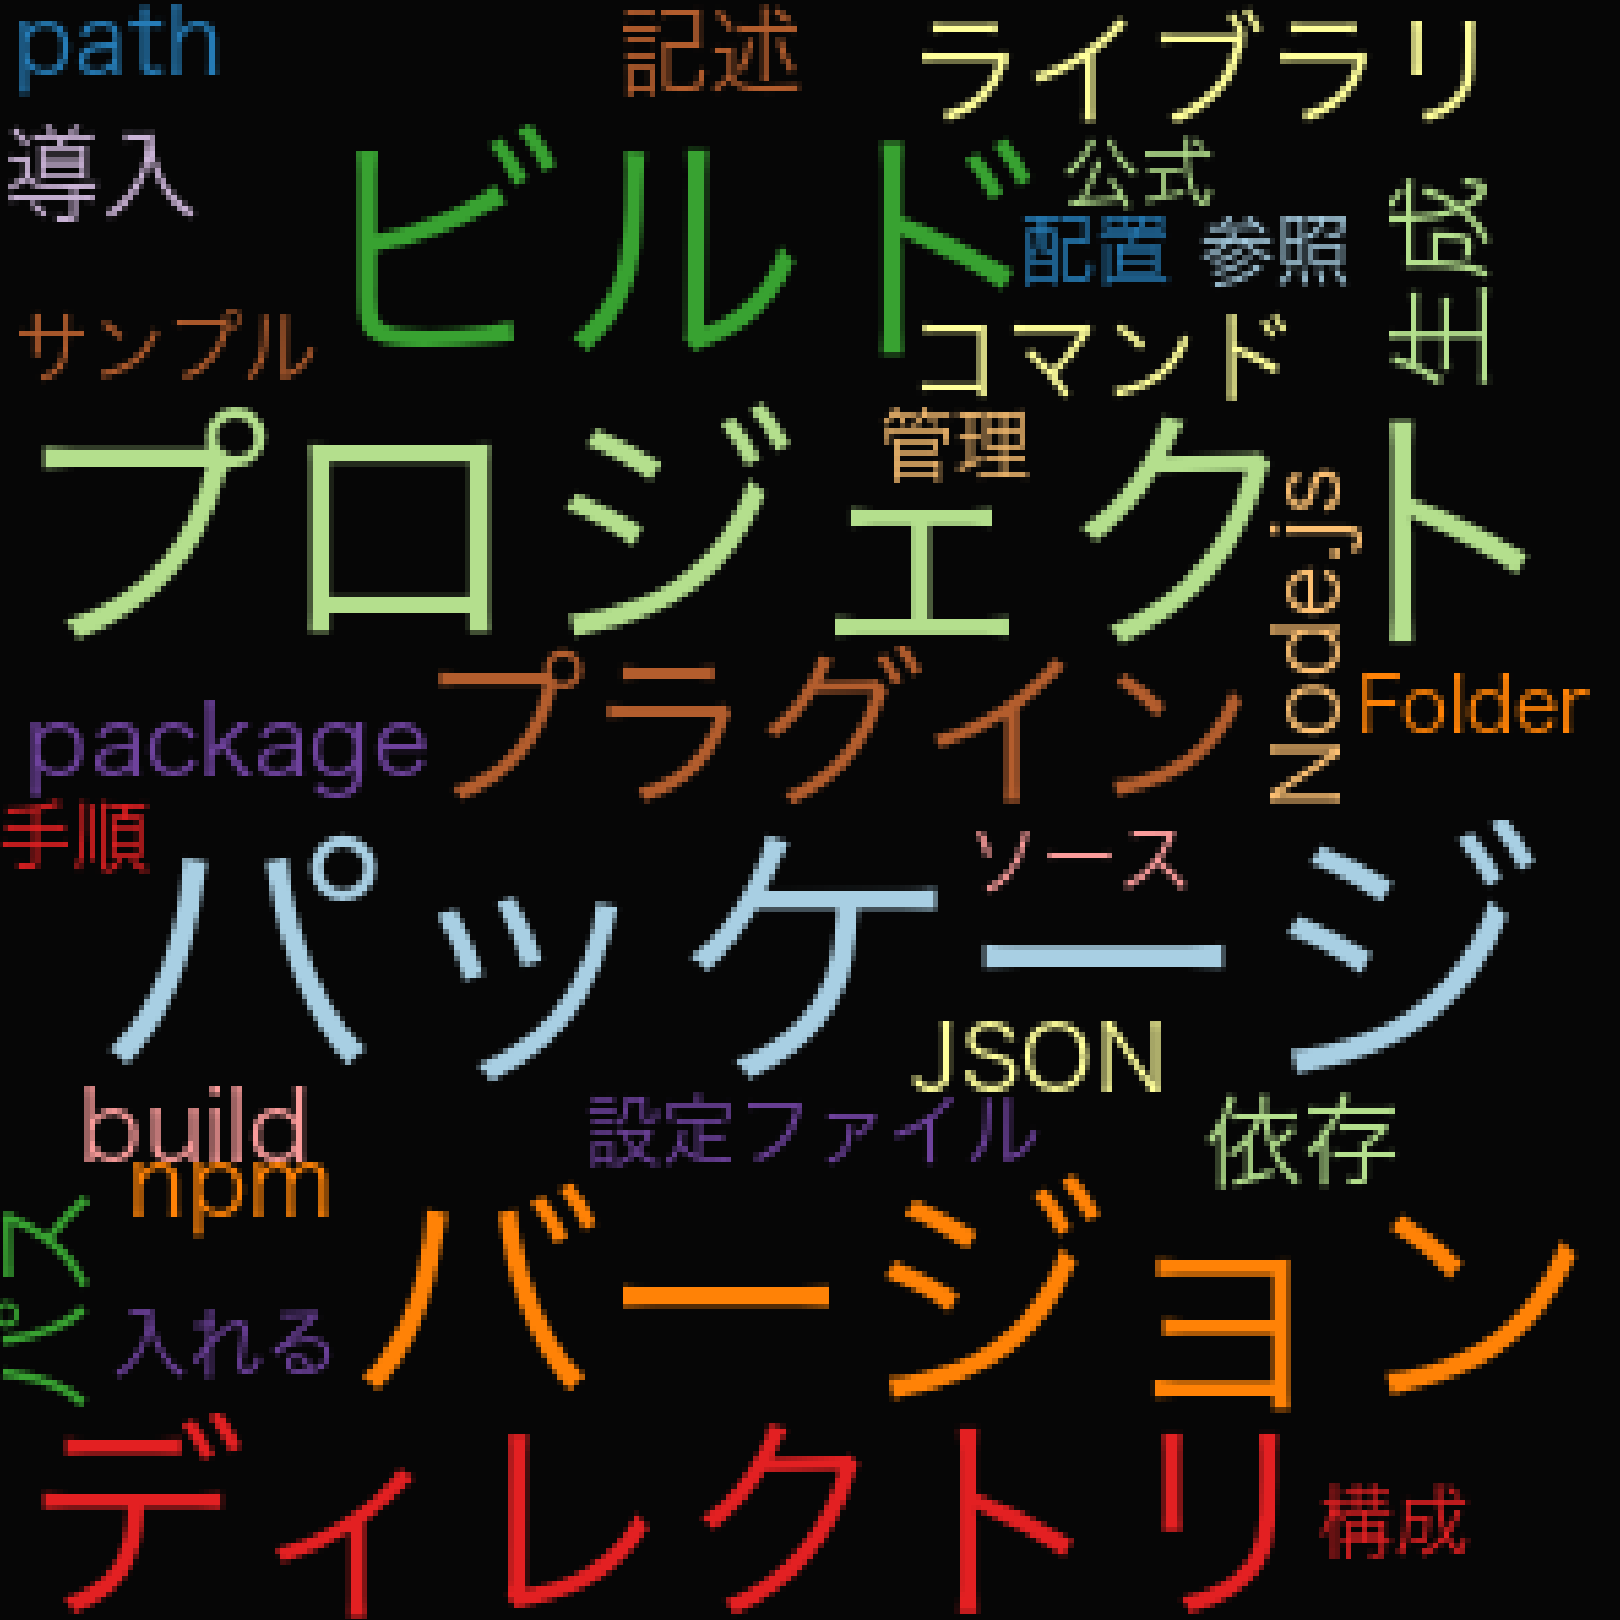 path
記述
ライブラリ
導入
ビルド
公式
配置
参照
生成
サンプル
コマンド
プロジェクト
管理
Node.js
プラグイン
Folder
package
手順
パッケージ
ソース
JSON
build
設定ファイル
依存
npm
パス
入れる
バージョン
ディレクトリ
構成